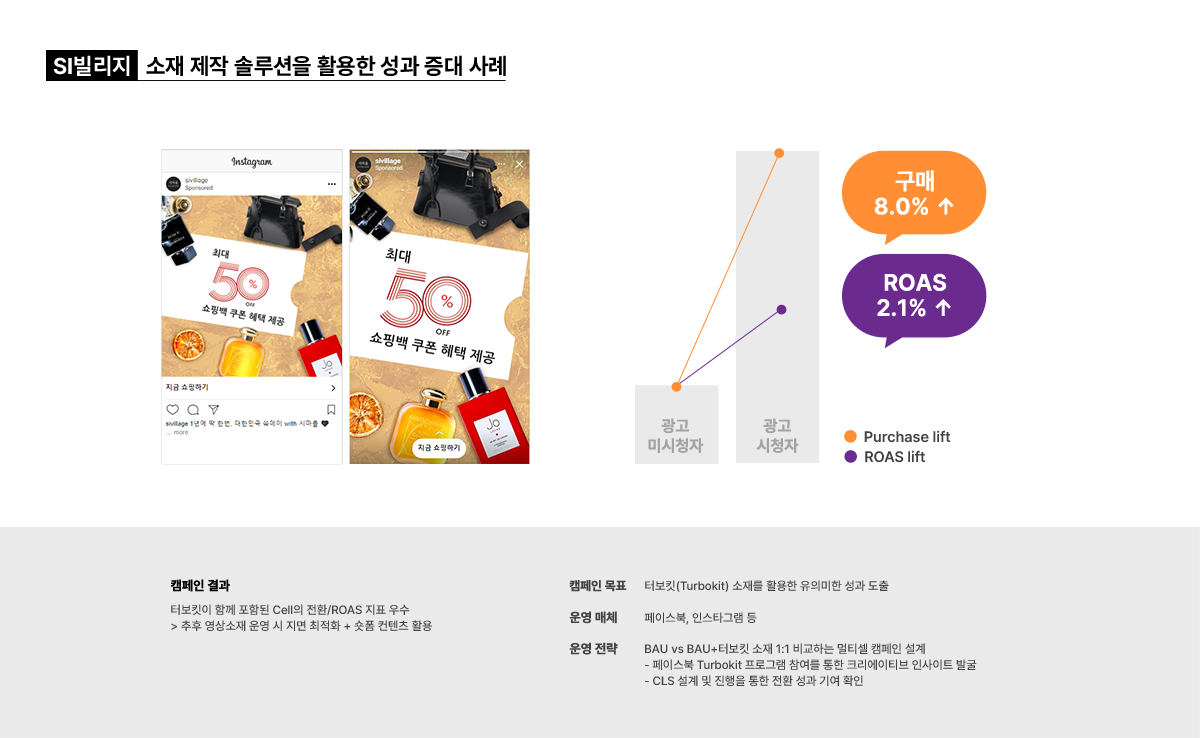 SI빌리지 소재 제작 솔루션을 활용한 성과 증대 사례
Instagram
sivillage
Sponsored
최대
50%
OFF
쇼핑백 쿠폰 혜택 제공
Jo
지금 쇼핑하기
sivillage 1년에 딱 한번, 대한민국 쓱데이 with 시마을 🖤
... more
sivillage
Sponsored
최대
50%
OFF
쇼핑백 쿠폰 혜택 제공
Jo
지금 쇼핑하기
광고
미시청자
광고
시청자
구매
8.0% ↑
ROAS
2.1% ↑
Purchase lift
ROAS lift
캠페인 결과
터보킷이 함께 포함된 Cell의 전환/ROAS 지표 우수
> 추후 영상소재 운영 시 지면 최적화 + 숏폼 컨텐츠 활용
캠페인 목표 터보킷(Turbokit) 소재를 활용한 유의미한 성과 도출
운영 매체 페이스북, 인스타그램 등
운영 전략 BAU vs BAU+터보킷 소재 1:1 비교하는 멀티셀 캠페인 설계
- 페이스북 Turbokit 프로그램 참여를 통한 크리에이티브 인사이트 발굴
- CLS 설계 및 진행을 통한 전환 성과 기여 확인